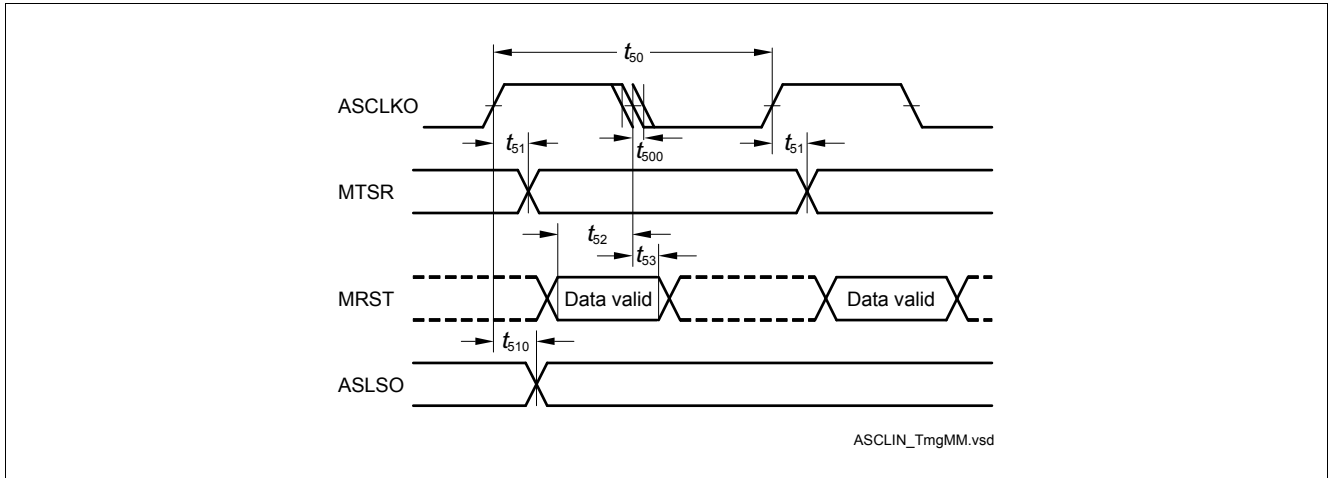 t50
ASCLKO
t51
t500
t51
MTSR
t52
t53
MRST
Data valid
Data valid
t510
ASLSO
ASCLIN_TmgMM.vsd